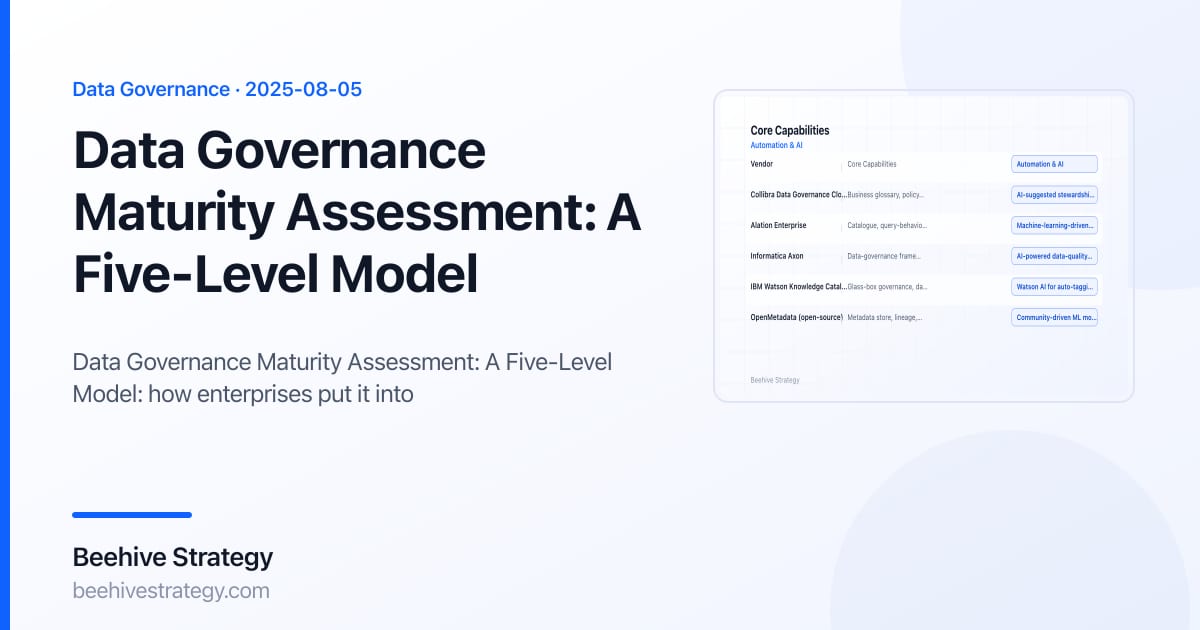 Data Governance · 2025-08-05
Data Governance
Maturity Assessment: A
Five-Level Model
Data Governance Maturity Assessment: A Five-Level
Model: how enterprises put it into
Beehive Strategy
beehivestrategy.com
Core Capabilities
Automation & AI
Vendor Core Capabilities Automation & AI
Collibra Data Governance Clo... Business glossary, policy... AI-suggested stewardshi...
Alation Enterprise Catalogue, query-behavio... Machine-learning-driven...
Informatica Axon Data-governance frame... AI-powered data-quality...
IBM Watson Knowledge Catal... Glass-box governance, da... Watson AI for auto-taggi...
OpenMetadata (open-source) Metadata store, lineage,... Community-driven ML mo...
Beehive Strategy